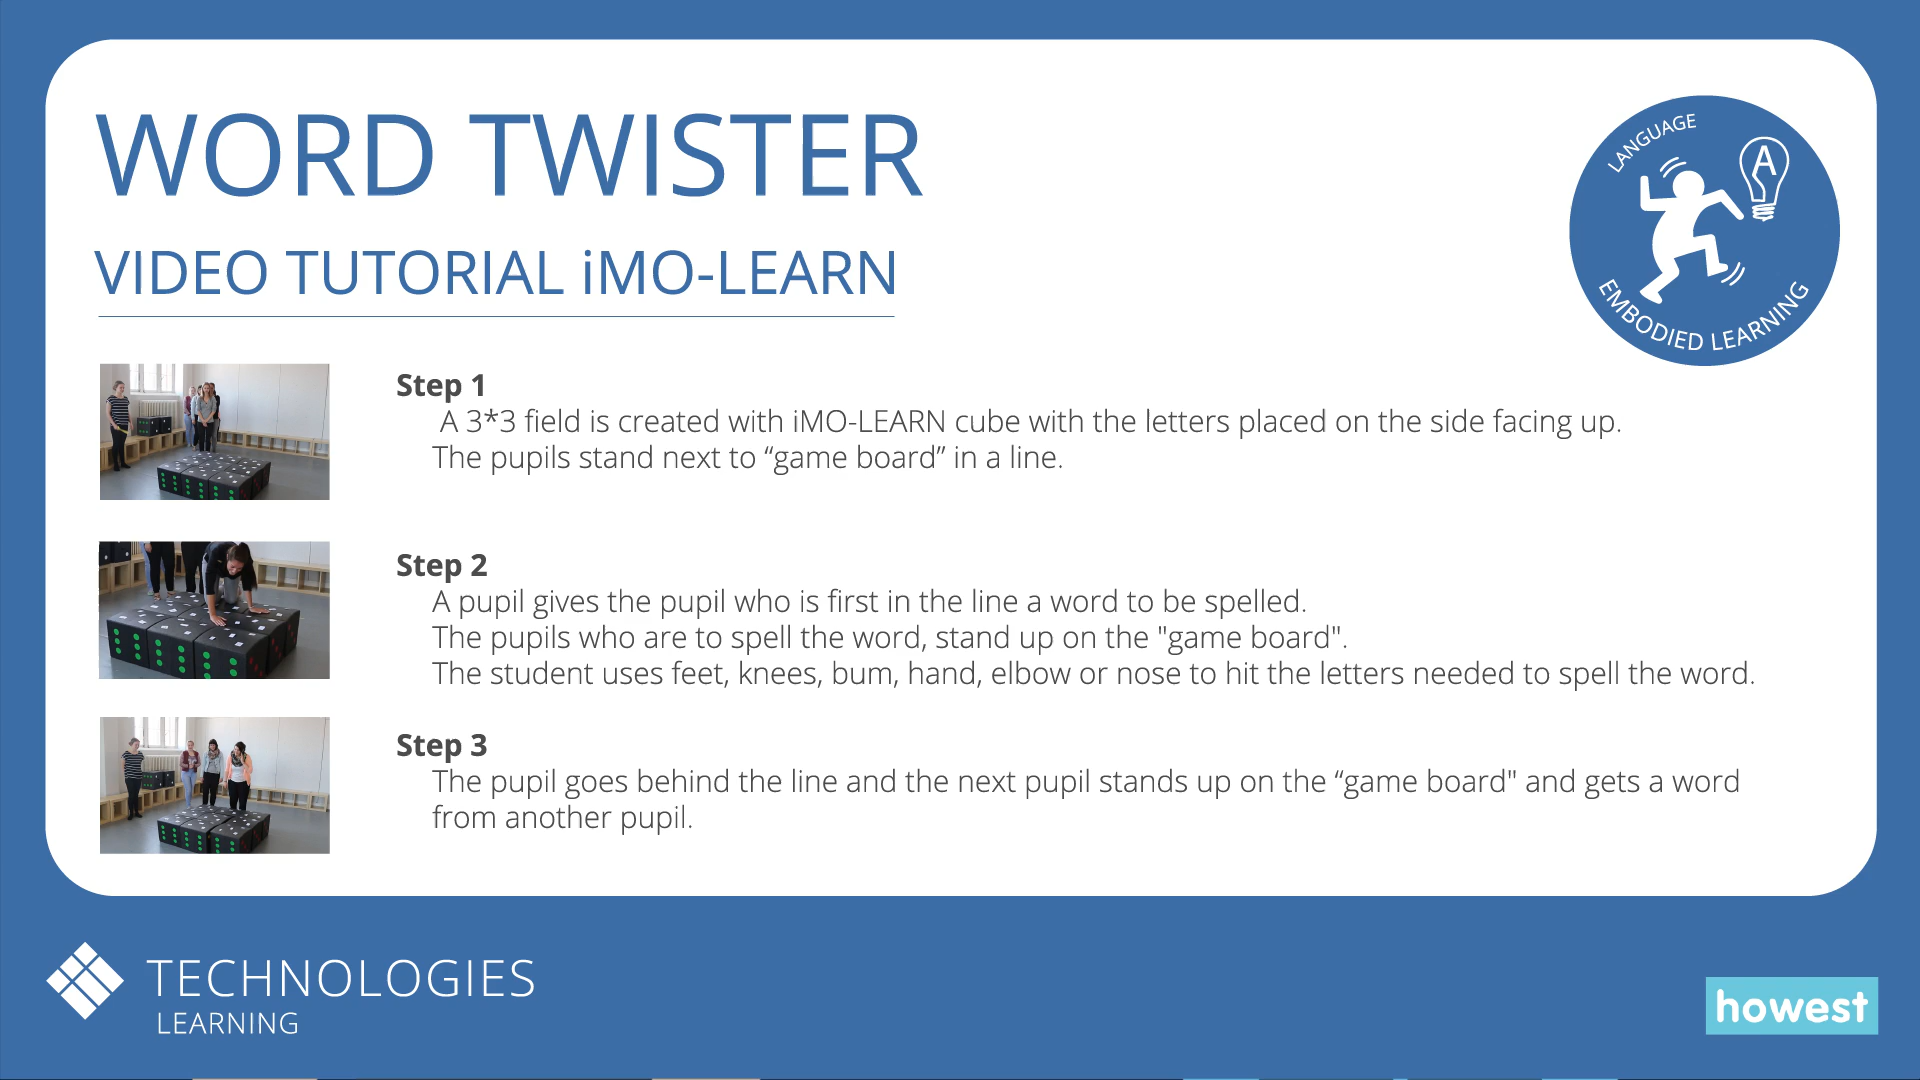 WORD TWISTER
VIDEO TUTORIAL iMO-LEARN
LANGUAGE
A
EMBODIED LEARNING
Step 1
A 3*3 field is created with iMO-LEARN cube with the letters placed on the side facing up.
The pupils stand next to “game board” in a line.
Step 2
A pupil gives the pupil who is first in the line a word to be spelled.
The pupils who are to spell the word, stand up on the "game board".
The student uses feet, knees, bum, hand, elbow or nose to hit the letters needed to spell the word.
Step 3
The pupil goes behind the line and the next pupil stands up on the “game board" and gets a word
from another pupil.
TECHNOLOGIES
LEARNING
howest